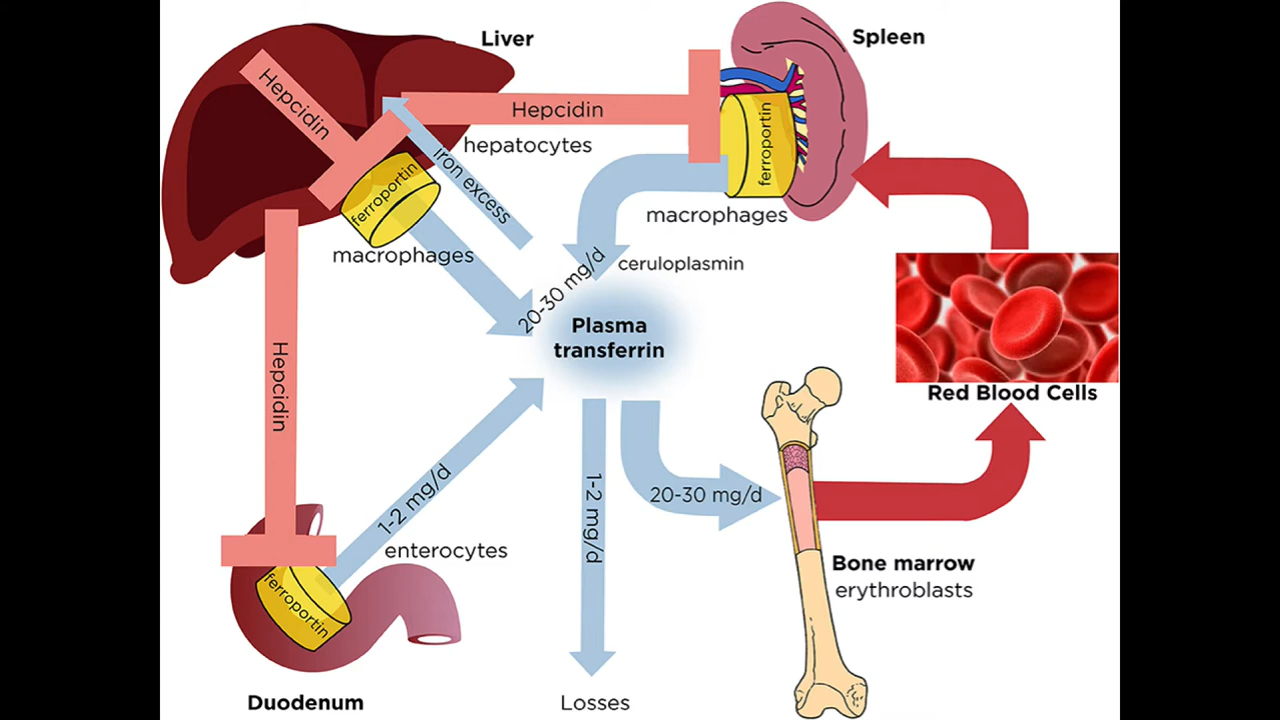 Liver
Spleen
Hepcidin
Hepcidin
hepatocytes
iron excess
ferroportin
ferroportin
macrophages
macrophages
ceruloplasmin
20-30 mg/d
Plasma
transferrin
Red Blood Cells
Hepcidin
1-2 mg/d
1-2 mg/d
20-30 mg/d
enterocytes
ferroportin
Bone marrow
erythroblasts
Duodenum
Losses